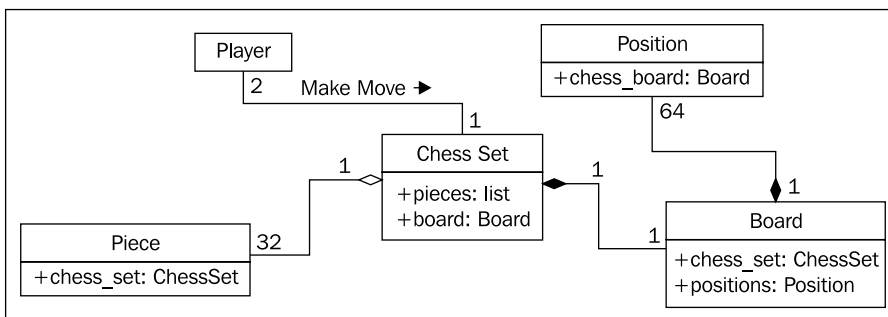 Player
2
Make Move
1
Position
+chess_board: Board
64
1
Chess Set
+pieces: list
+board: Board
1
32
Piece
+chess_set: ChessSet
1
1
Board
+chess_set: ChessSet
+positions: Position